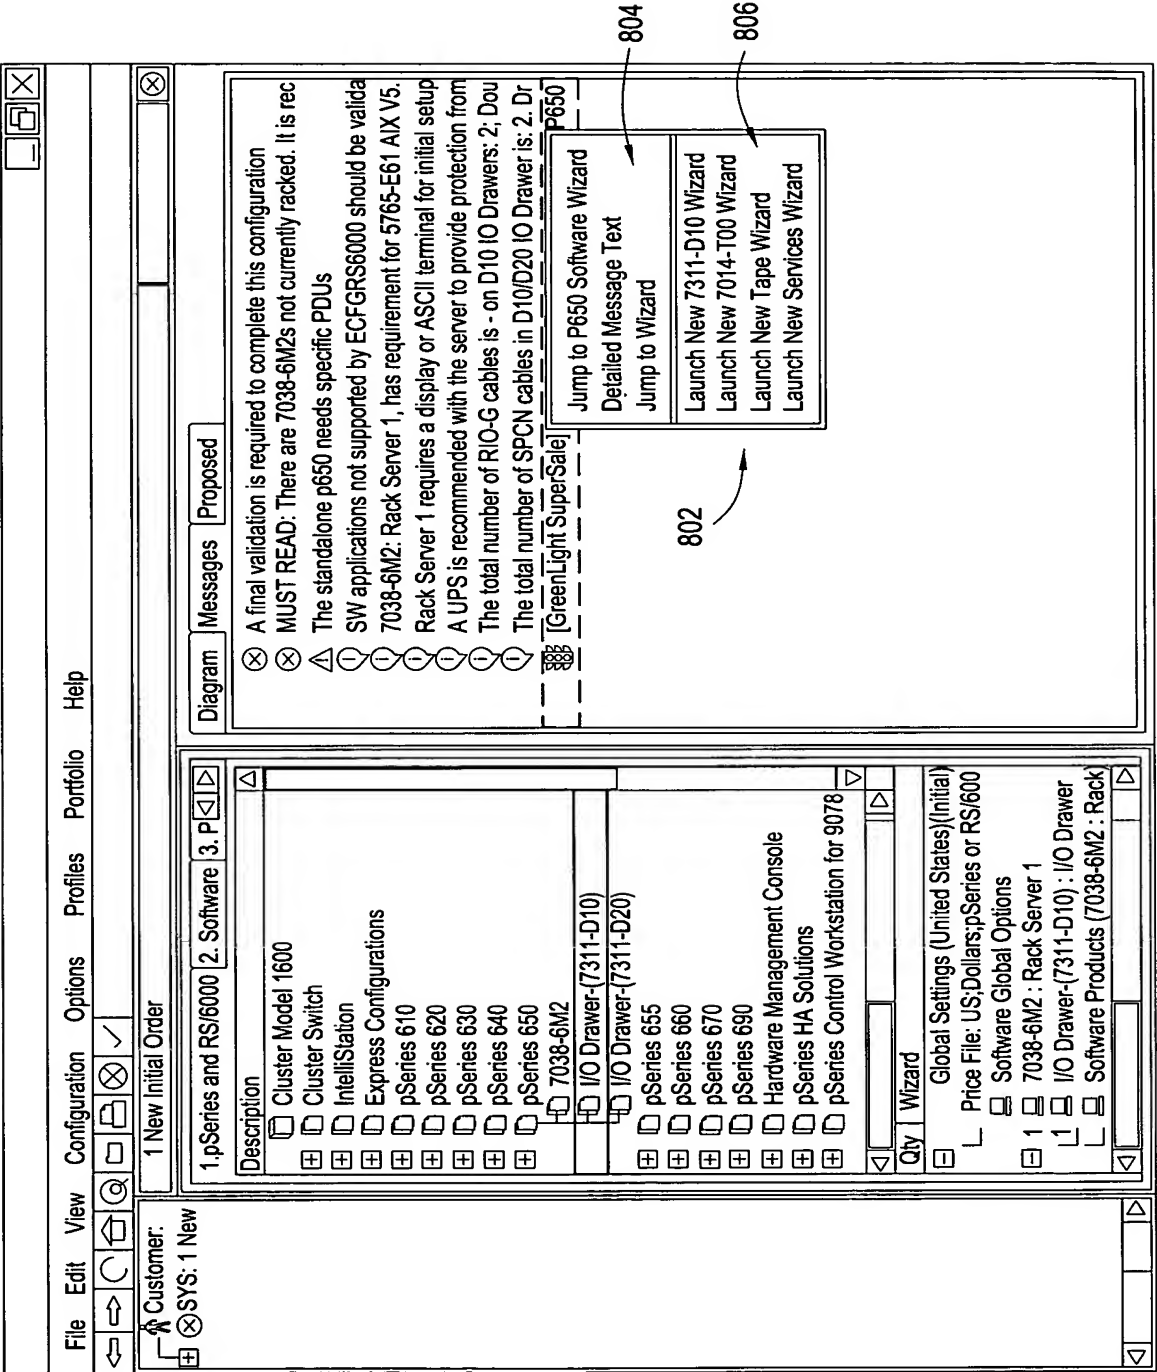 File Edit View Configuration Options Profiles Portfolio Help
Customer:
SYS: 1 New
1 New Initial Order
1.pSeries and RS/6000 2. Software 3. P
Description
Cluster Model 1600
Cluster Switch
IntelliStation
Express Configurations
pSeries 610
pSeries 620
pSeries 630
pSeries 640
pSeries 650
7038-6M2
I/O Drawer-(7311-D10)
I/O Drawer-(7311-D20)
pSeries 655
pSeries 660
pSeries 670
pSeries 690
Hardware Management Console
pSeries HA Solutions
pSeries Control Workstation for 9078
Qty Wizard
Global Settings (United States)(Initial)
Price File: US;Dollars;pSeries or RS/600
Software Global Options
1 7038-6M2 : Rack Server 1
1 I/O Drawer-(7311-D10) : I/O Drawer
Software Products (7038-6M2 : Rack
Diagram Messages Proposed
A final validation is required to complete this configuration
MUST READ: There are 7038-6M2s not currently racked. It is rec
The standalone p650 needs specific PDUs
SW applications not supported by ECFGRS6000 should be valida
7038-6M2: Rack Server 1, has requirement for 5765-E61 AIX V5.
Rack Server 1 requires a display or ASCII terminal for initial setup
A UPS is recommended with the server to provide protection from
The total number of RIO-G cables is - on D10 IO Drawers: 2; Dou
The total number of SPCN cables in D10/D20 IO Drawer is: 2. Dr
[GreenLight SuperSale] P650
Jump to P650 Software Wizard
Detailed Message Text
Jump to Wizard
Launch New 7311-D10 Wizard
Launch New 7014-T00 Wizard
Launch New Tape Wizard
Launch New Services Wizard
802
804
806